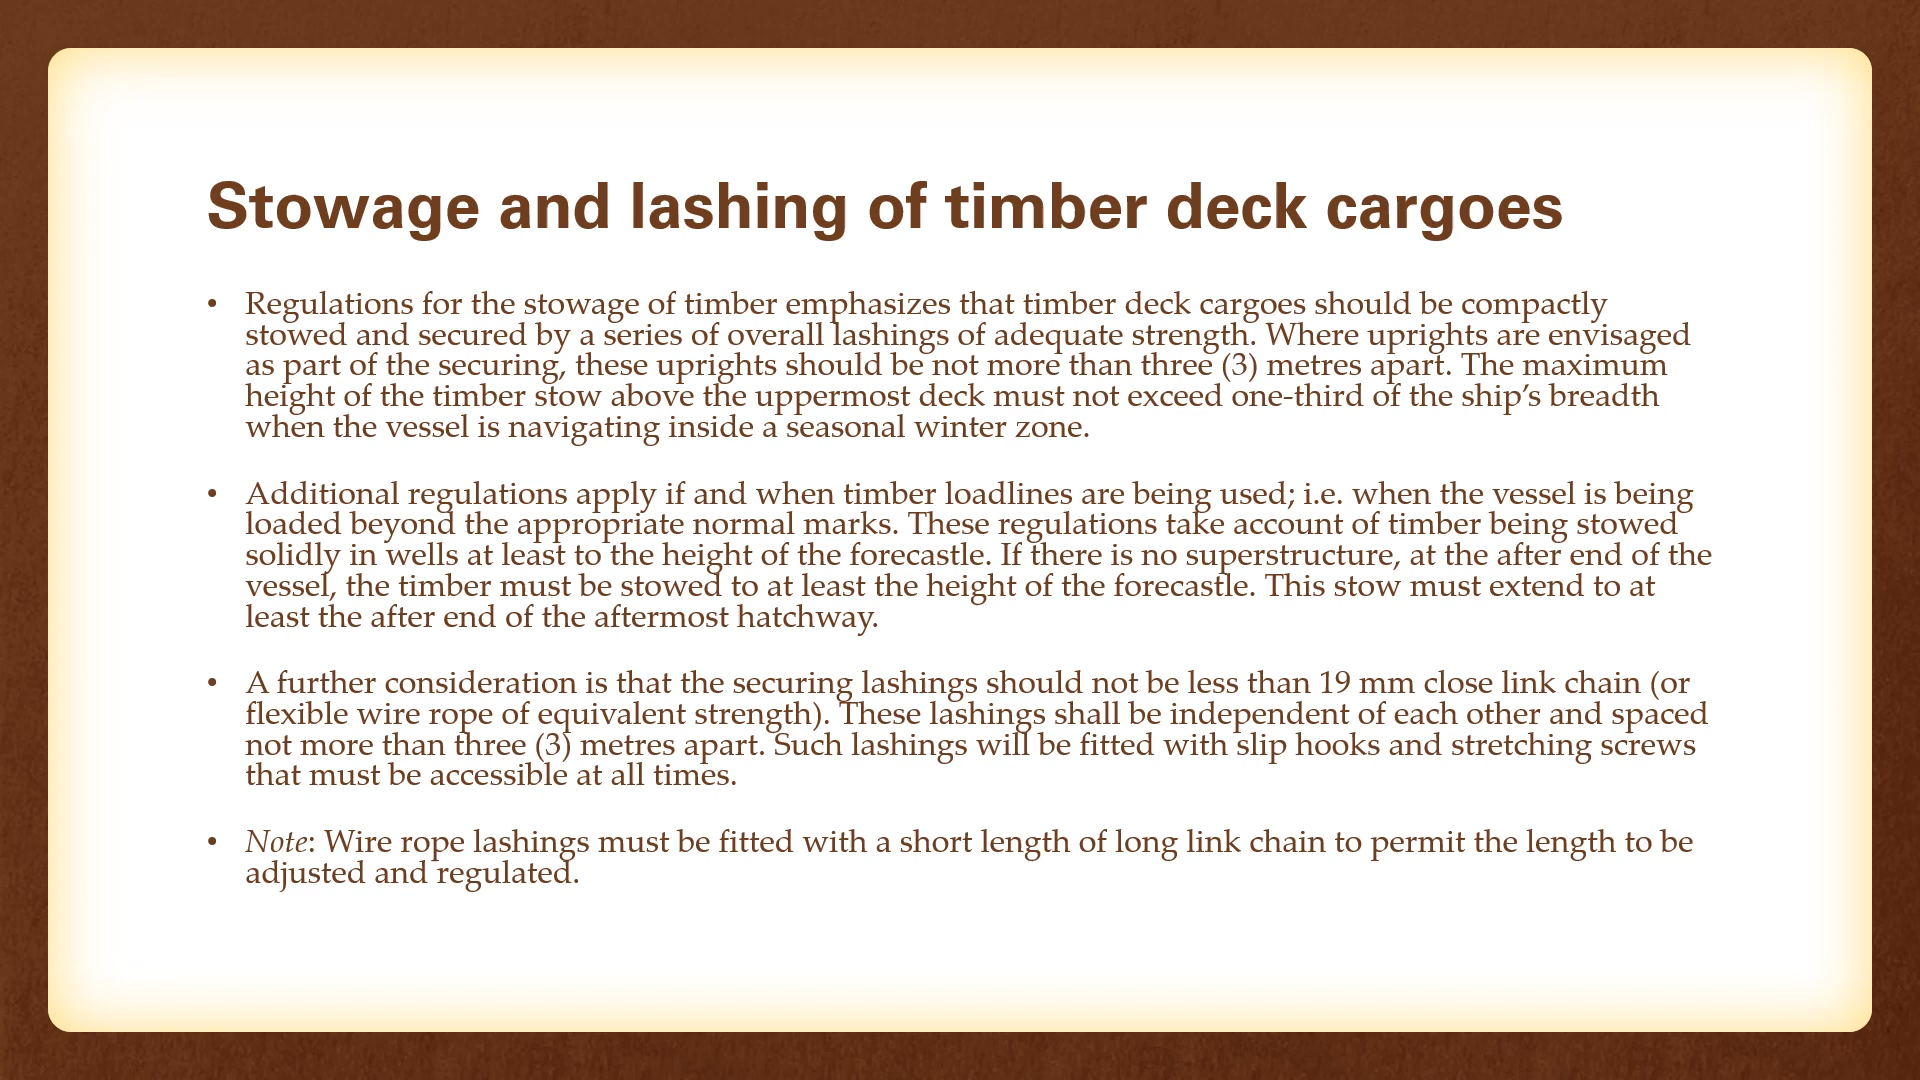 Stowage and lashing of timber deck cargoes
• Regulations for the stowage of timber emphasizes that timber deck cargoes should be compactly
stowed and secured by a series of overall lashings of adequate strength. Where uprights are envisaged
as part of the securing, these uprights should be not more than three (3) metres apart. The maximum
height of the timber stow above the uppermost deck must not exceed one-third of the ship’s breadth
when the vessel is navigating inside a seasonal winter zone.
• Additional regulations apply if and when timber loadlines are being used; i.e. when the vessel is being
loaded beyond the appropriate normal marks. These regulations take account of timber being stowed
solidly in wells at least to the height of the forecastle. If there is no superstructure, at the after end of the
vessel, the timber must be stowed to at least the height of the forecastle. This stow must extend to at
least the after end of the aftermost hatchway.
• A further consideration is that the securing lashings should not be less than 19 mm close link chain (or
flexible wire rope of equivalent strength). These lashings shall be independent of each other and spaced
not more than three (3) metres apart. Such lashings will be fitted with slip hooks and stretching screws
that must be accessible at all times.
• Note: Wire rope lashings must be fitted with a short length of long link chain to permit the length to be
adjusted and regulated.